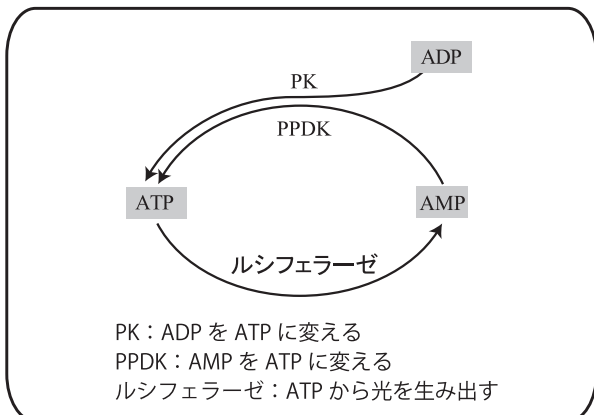 ADP
PK
PPDK
ATP
AMP
ルシフェラーゼ
PK：ADP を ATP に変える
PPDK：AMP を ATP に変える
ルシフェラーゼ：ATP から光を生み出す